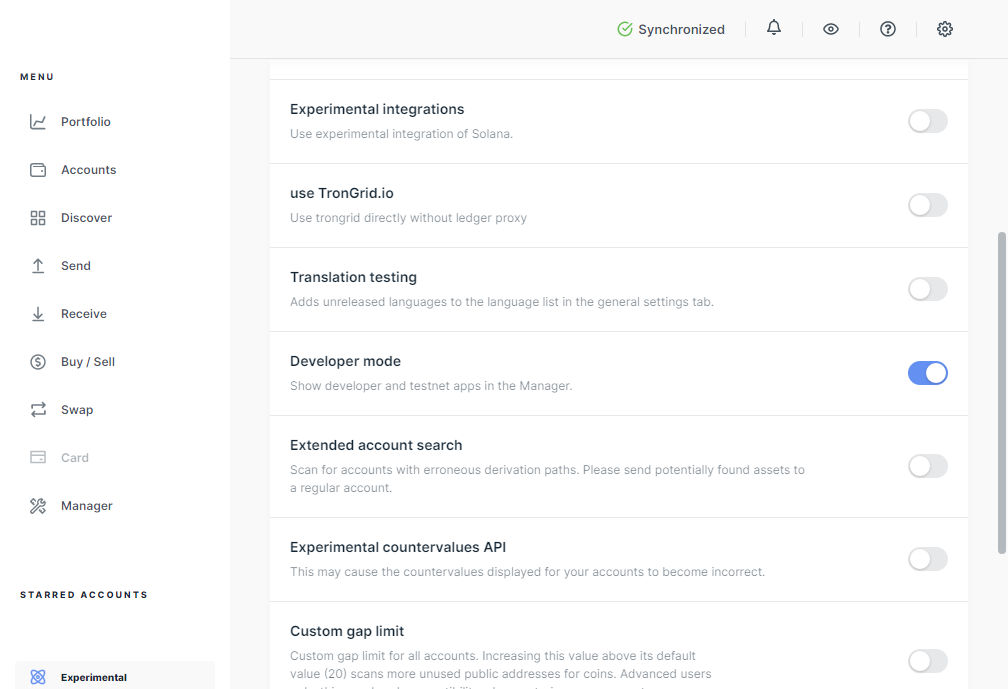 Synchronized
MENU
Portfolio
Accounts
Discover
Send
Receive
Buy / Sell
Swap
Card
Manager
STARRED ACCOUNTS
Experimental
Experimental integrations
Use experimental integration of Solana.
use TronGrid.io
Use trongrid directly without ledger proxy
Translation testing
Adds unreleased languages to the language list in the general settings tab.
Developer mode
Show developer and testnet apps in the Manager.
Extended account search
Scan for accounts with erroneous derivation paths. Please send potentially found assets to
a regular account.
Experimental countervalues API
This may cause the countervalues displayed for your accounts to become incorrect.
Custom gap limit
Custom gap limit for all accounts. Increasing this value above its default
value (20) scans more unused public addresses for coins. Advanced users